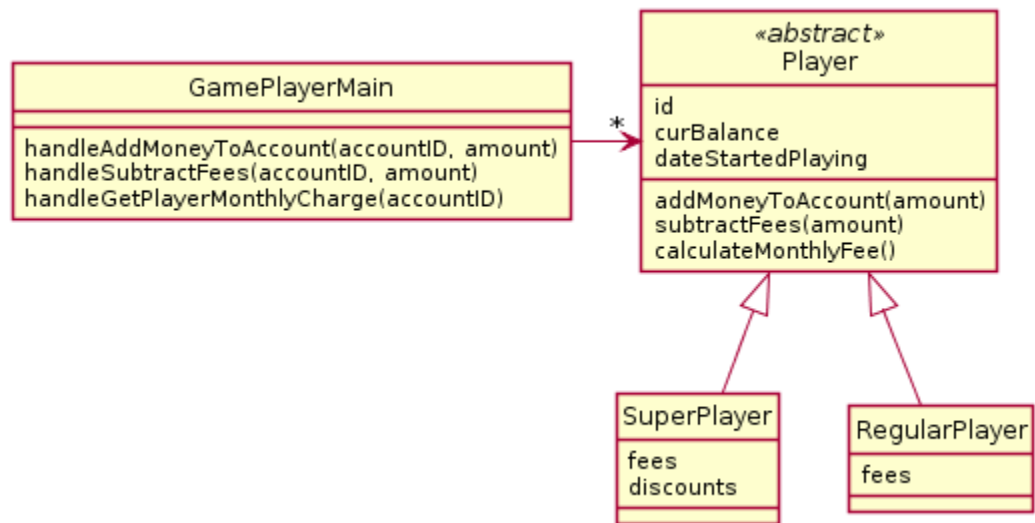 GamePlayerMain
handleAddMoneyToAccount(accountID, amount)
handleSubtractFees(accountID, amount)
handleGetPlayerMonthlyCharge(accountID)
*
«abstract»
Player
id
curBalance
dateStartedPlaying
addMoneyToAccount(amount)
subtractFees(amount)
calculateMonthlyFee()
SuperPlayer
fees
discounts
RegularPlayer
fees